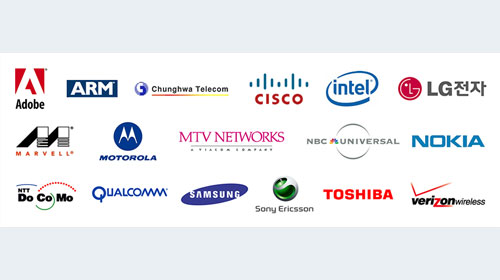 Adobe
ARM
Chunghwa Telecom
CISCO
intel
LG전자
MARVELL
MOTOROLA
MTV NETWORKS
A VIACOM COMPANY
NBC UNIVERSAL
NOKIA
NTT
DoCoMo
QUALCOMM
SAMSUNG
Sony Ericsson
TOSHIBA
verizonwireless